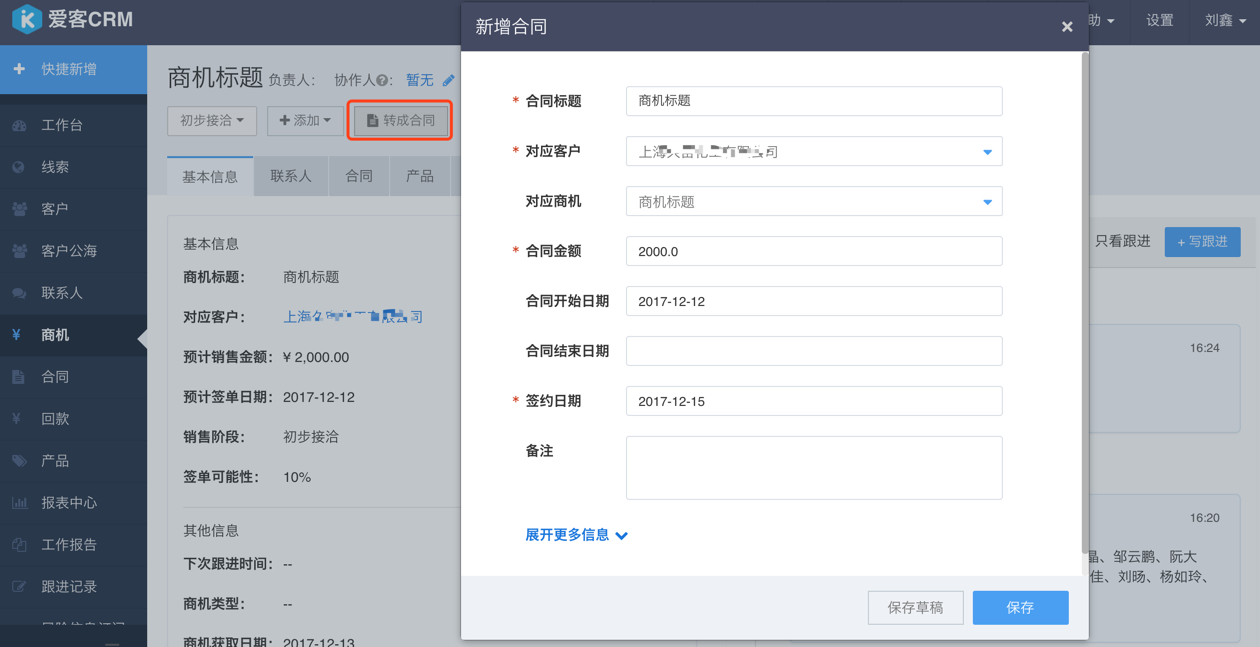 爱客CRM
助
设置
刘鑫
快捷新增
工作台
线索
客户
客户公海
联系人
商机
合同
回款
产品
报表中心
工作报告
跟进记录
商机标题 负责人： 协作人 ： 暂无
初步接洽
添加
转成合同
基本信息
联系人
合同
产品
基本信息
商机标题： 商机标题
对应客户： 上海
预计销售金额： ¥ 2,000.00
预计签单日期： 2017-12-12
销售阶段： 初步接洽
签单可能性： 10%
其他信息
下次跟进时间： --
商机类型： --
商机获取日期： 2017-12-13
新增合同 ×
* 合同标题 商机标题
* 对应客户 上海
对应商机 商机标题
* 合同金额 2000.0
合同开始日期 2017-12-12
合同结束日期
* 签约日期 2017-12-15
备注
展开更多信息
保存草稿
保存
只看跟进
+ 写跟进
16:24
16:20
晶、邹云鹏、阮大
佳、刘旸、杨如玲、